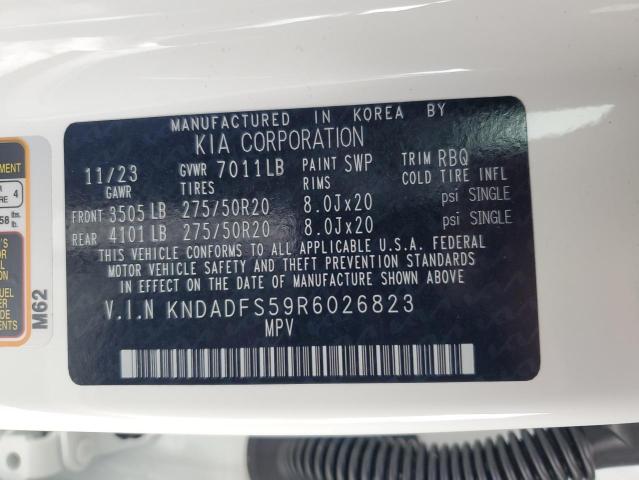 MANUFACTURED IN KOREA BY
KIA CORPORATION
11/23 GVWR 7011LB PAINT SWP TRIM RBQ
GAWR TIRES RIMS COLD TIRE INFL
FRONT 3505 LB 275/50R20 8.0Jx20 psi SINGLE
REAR 4101 LB 275/50R20 8.0Jx20 psi SINGLE
THIS VEHICLE CONFORMS TO ALL APPLICABLE U.S.A. FEDERAL
MOTOR VEHICLE SAFETY AND THEFT PREVENTION STANDARDS
IN EFFECT ON THE DATE OF MANUFACTURE SHOWN ABOVE.
V.I.N KNDADFS59R6026823
MPV
4
M62